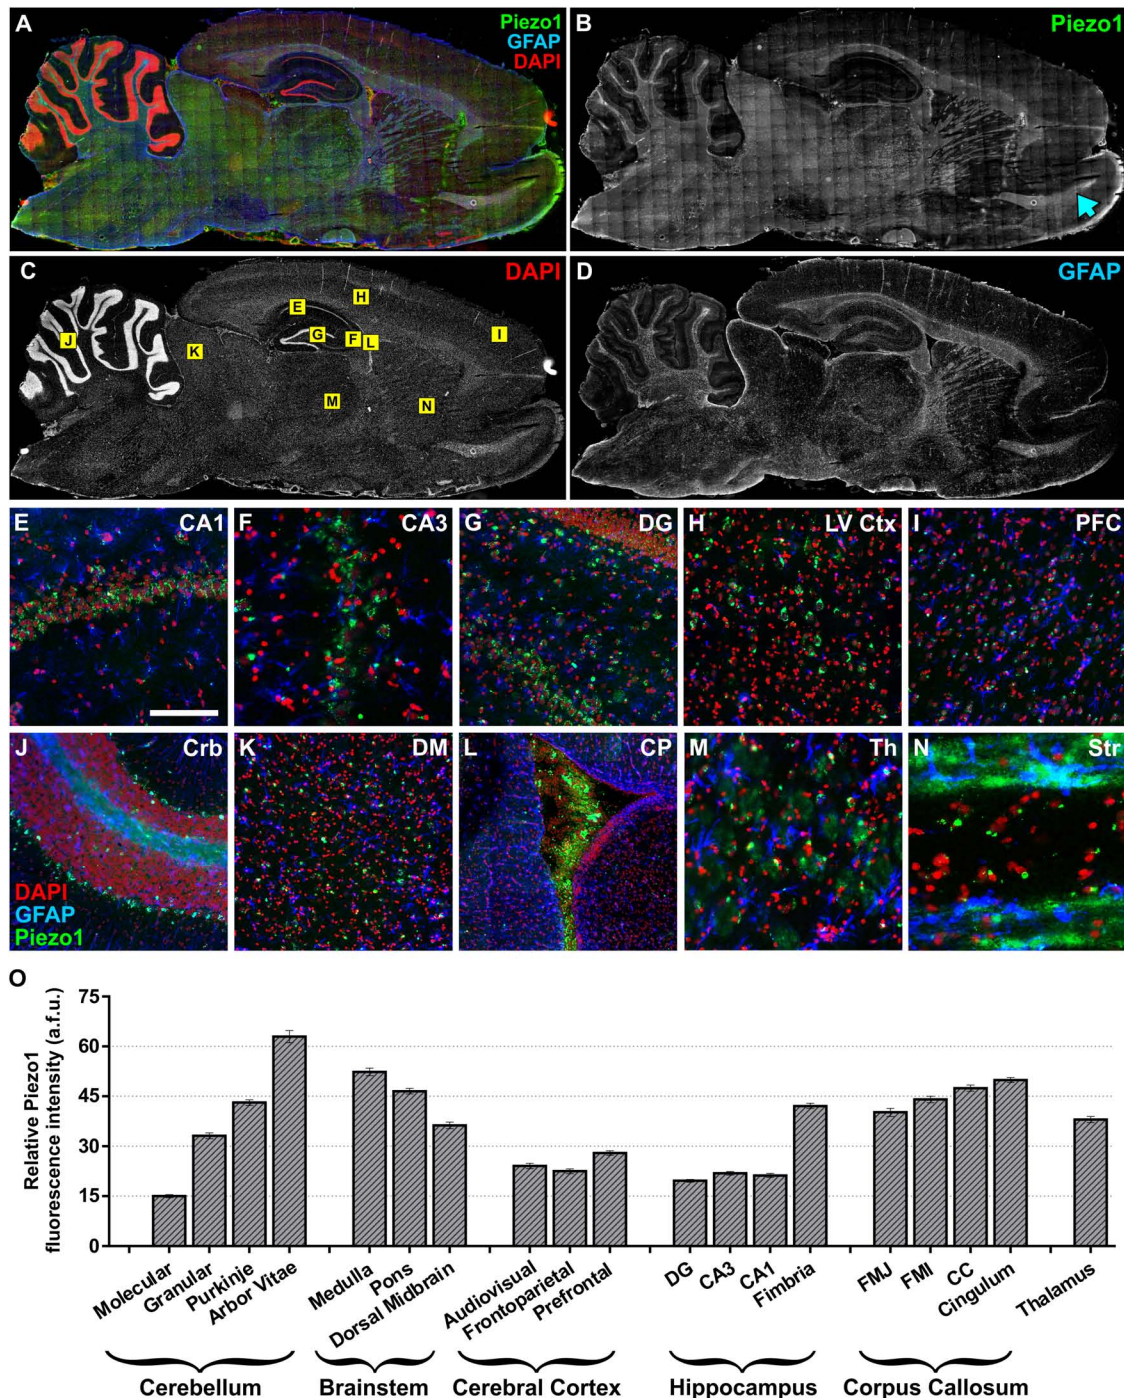 A
Piezo1
GFAP
DAPI
B
Piezo1
C
DAPI
E
H
I
J
K
G
F
L
M
N
D
GFAP
E
CA1
F
CA3
G
DG
H
LV Ctx
I
PFC
J
Crb
DAPI
GFAP
Piezo1
K
DM
L
CP
M
Th
N
Str
O
Relative Piezo1
fluorescence intensity (a.f.u.)
75
60
45
30
15
0
Molecular
Granular
Purkinje
Arbor Vitae
Medulla
Pons
Dorsal Midbrain
Audiovisual
Frontoparietal
Prefrontal
DG
CA3
CA1
Fimbria
FMJ
FMI
CC
Cingulum
Thalamus
Cerebellum
Brainstem
Cerebral Cortex
Hippocampus
Corpus Callosum